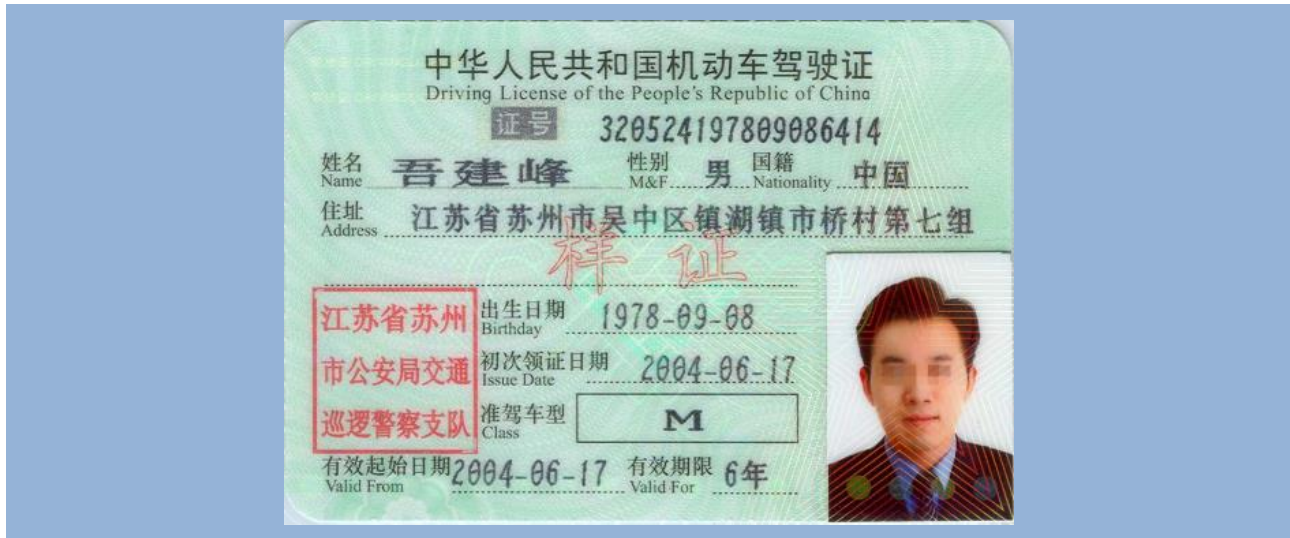 中华人民共和国机动车驾驶证
Driving License of the People's Republic of China
证号 320524197809086414
姓名 Name 吾建峰 性别 M&F 男 国籍 Nationality 中国
住址 Address 江苏省苏州市吴中区镇湖镇市桥村第七组
样证
江苏省苏州
市公安局交通
巡逻警察支队
出生日期 Birthday 1978-09-08
初次领证日期 Issue Date 2004-06-17
准驾车型 Class M
有效起始日期 Valid From 2004-06-17 有效期限 Valid For 6年